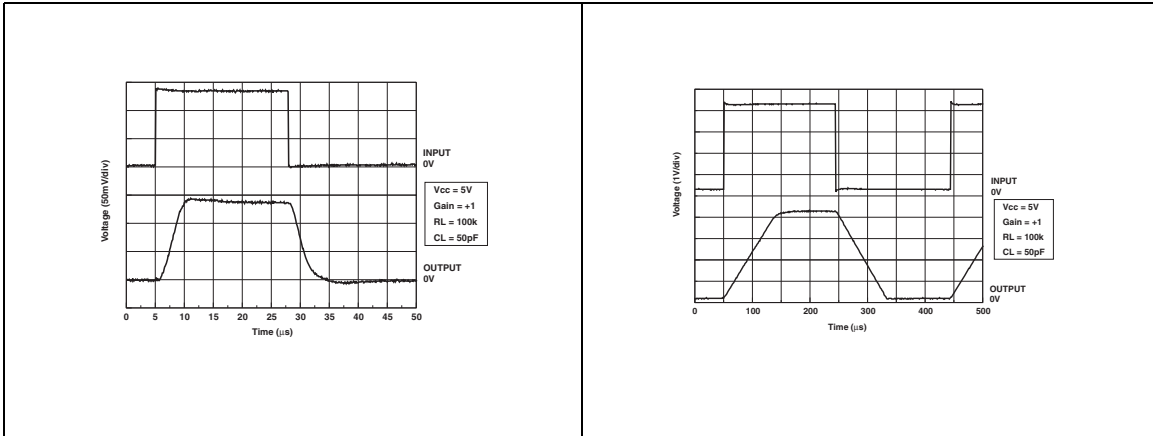 Voltage (50mV/div)
INPUT
0V
Vcc = 5V
Gain = +1
RL = 100k
CL = 50pF
OUTPUT
0V
0 5 10 15 20 25 30 35 40 45 50
Time (μs)
Voltage (1V/div)
INPUT
0V
Vcc = 5V
Gain = +1
RL = 100k
CL = 50pF
OUTPUT
0V
0 100 200 300 400 500
Time (μs)